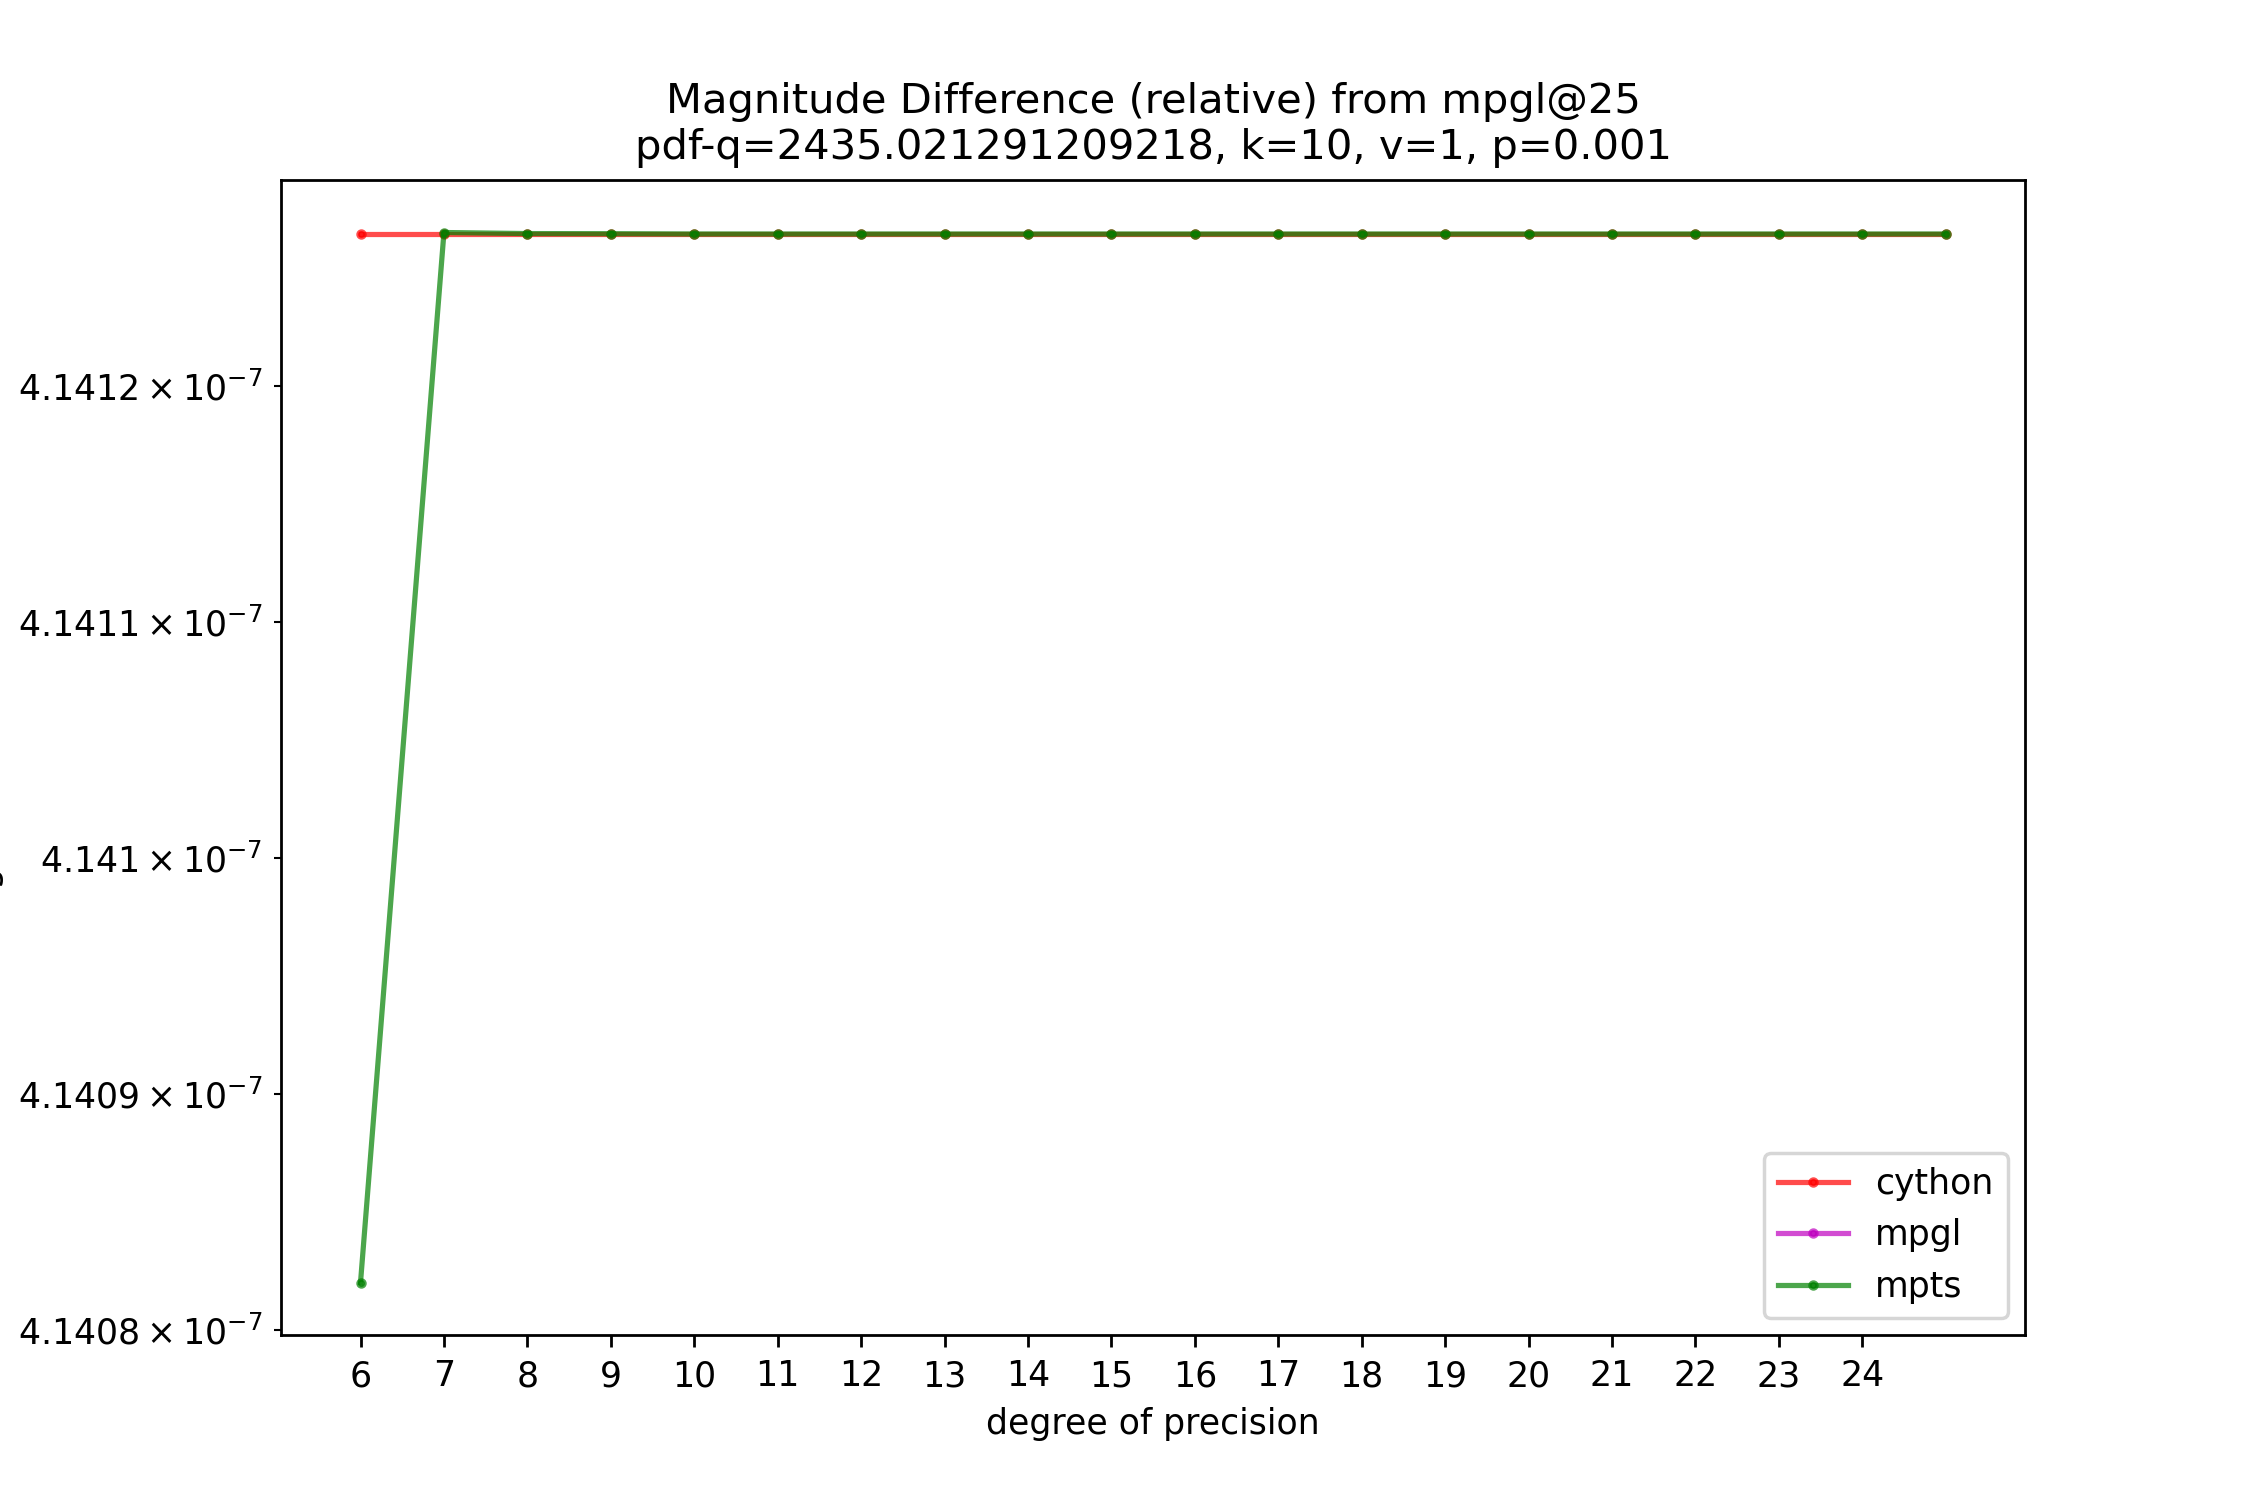 Magnitude Difference (relative) from mpgl@25
pdf-q=2435.021291209218, k=10, v=1, p=0.001
4.1412 × 10⁻⁷
4.1411 × 10⁻⁷
4.141 × 10⁻⁷
4.1409 × 10⁻⁷
4.1408 × 10⁻⁷
cython
mpgl
mpts
6 7 8 9 10 11 12 13 14 15 16 17 18 19 20 21 22 23 24
degree of precision